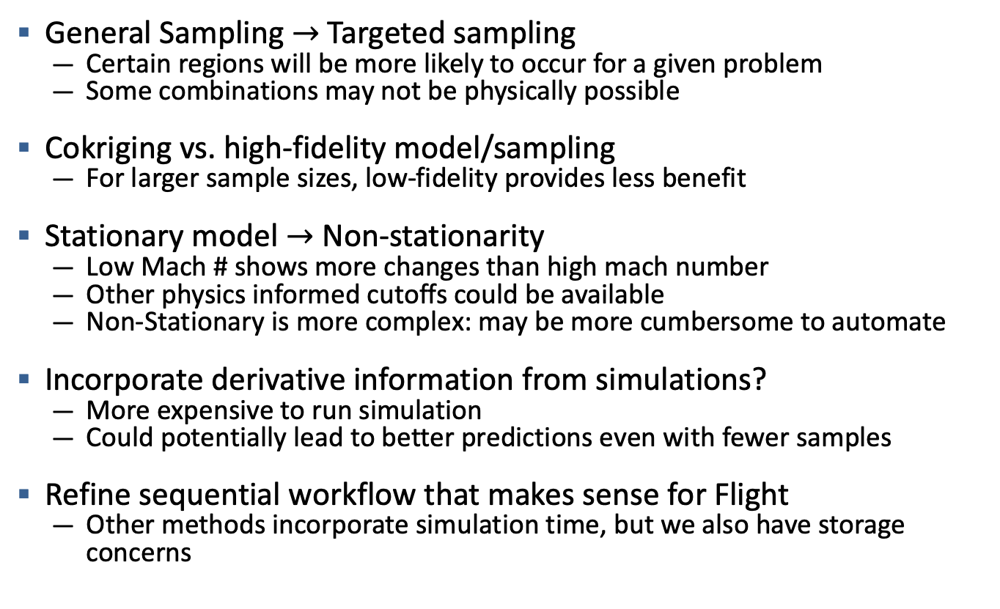 ▪ General Sampling → Targeted sampling
— Certain regions will be more likely to occur for a given problem
— Some combinations may not be physically possible
▪ Cokriging vs. high-fidelity model/sampling
— For larger sample sizes, low-fidelity provides less benefit
▪ Stationary model → Non-stationarity
— Low Mach # shows more changes than high mach number
— Other physics informed cutoffs could be available
— Non-Stationary is more complex: may be more cumbersome to automate
▪ Incorporate derivative information from simulations?
— More expensive to run simulation
— Could potentially lead to better predictions even with fewer samples
▪ Refine sequential workflow that makes sense for Flight
— Other methods incorporate simulation time, but we also have storage
concerns